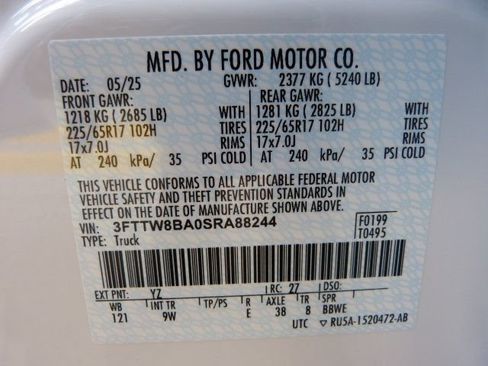 MFD. BY FORD MOTOR CO.
DATE: 05/25 GVWR: 2377 KG ( 5240 LB)
FRONT GAWR: REAR GAWR:
1218 KG ( 2685 LB) WITH 1281 KG ( 2825 LB) WITH
225/65R17 102H TIRES 225/65R17 102H TIRES
17x7.0J RIMS 17x7.0J RIMS
AT 240 kPa/ 35 PSI COLD AT 240 kPa/ 35 PSI COLD
THIS VEHICLE CONFORMS TO ALL APPLICABLE FEDERAL MOTOR
VEHICLE SAFETY AND THEFT PREVENTION STANDARDS IN
EFFECT ON THE DATE OF MANUFACTURE SHOWN ABOVE.
VIN: 3FTTW8BA0SRA88244 F0199
TYPE: Truck T0495
EXT PNT: YZ RC: 27 DSO:
WB INT TR TP/PS R AXLE TR SPR
121 9W E 38 8 BBWE
UTC RU5A-1520472-AB